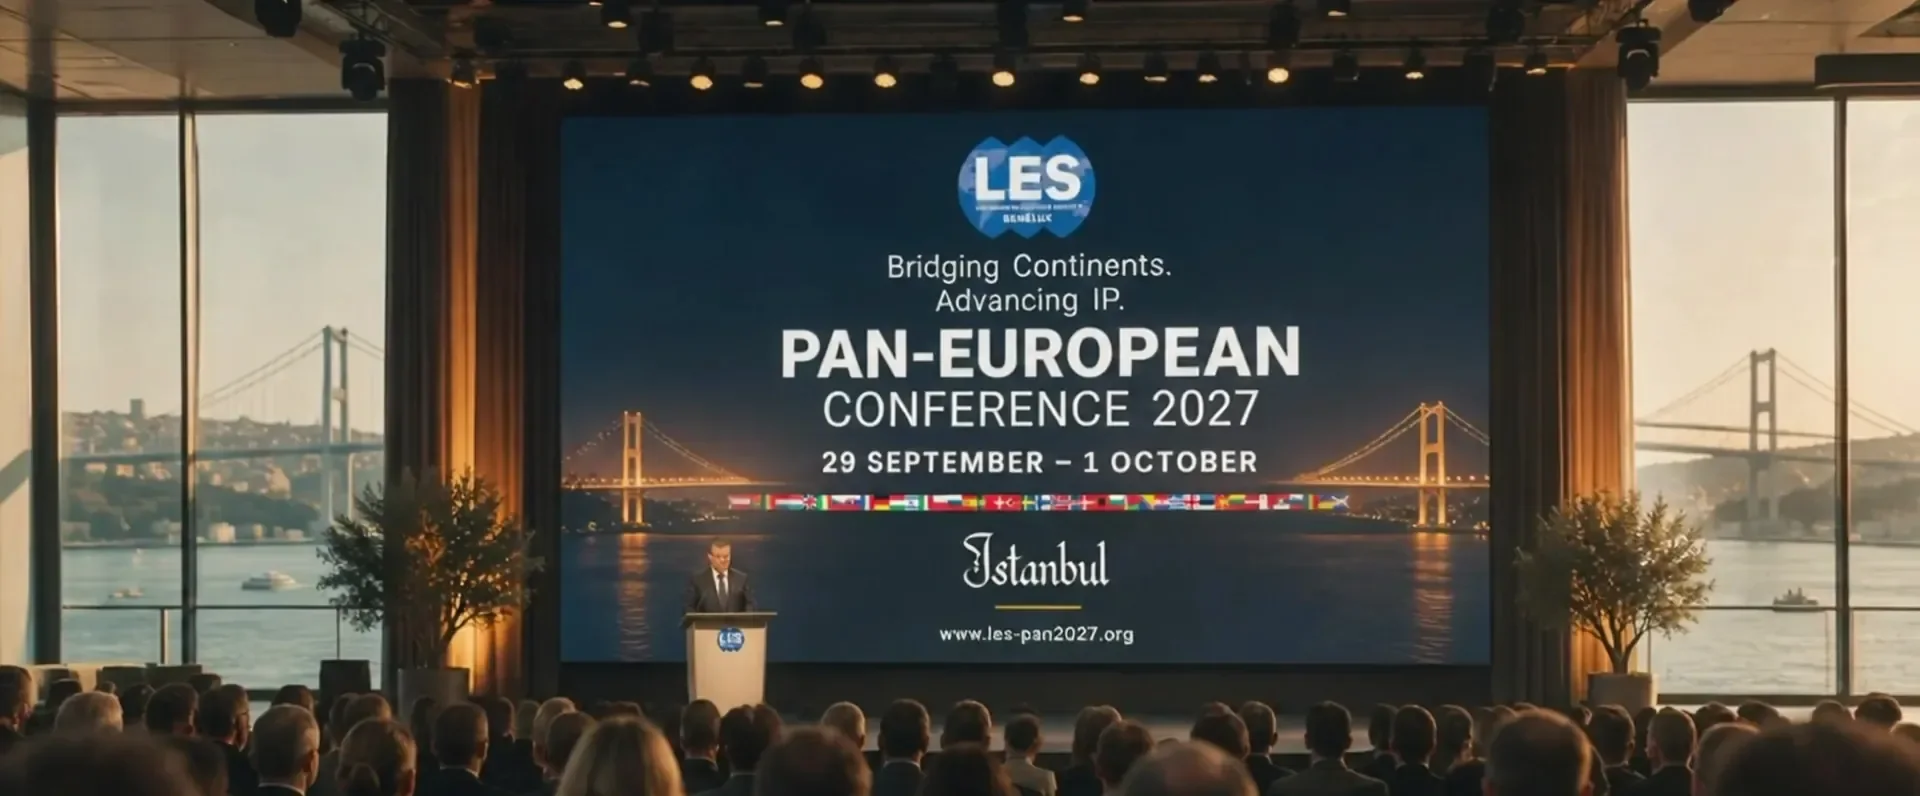 LES
BENELUX
Bridging Continents.
Advancing IP.
PAN-EUROPEAN
CONFERENCE 2027
29 SEPTEMBER – 1 OCTOBER
Istanbul
www.les-pan2027.org
LES